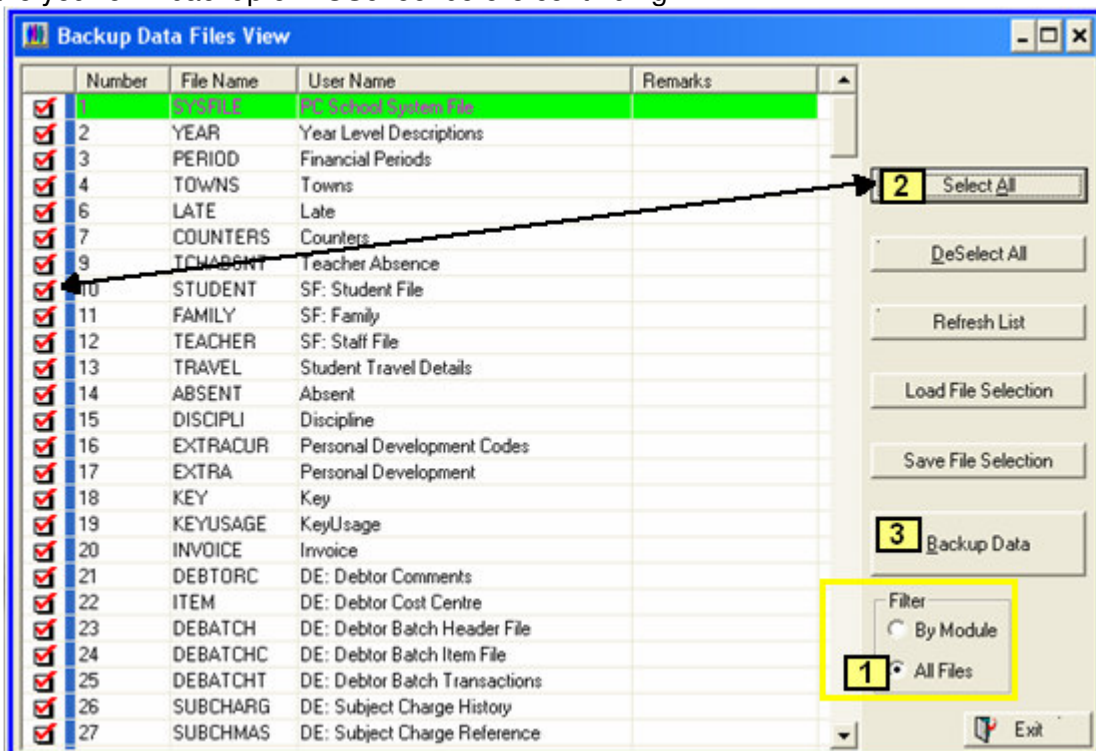 Backup Data Files View
Number File Name User Name Remarks
1 SYSFILE PC School System File
2 YEAR Year Level Descriptions
3 PERIOD Financial Periods
4 TOWNS Towns
6 LATE Late
7 COUNTERS Counters
9 TCHABSNT Teacher Absence
10 STUDENT SF: Student File
11 FAMILY SF: Family
12 TEACHER SF: Staff File
13 TRAVEL Student Travel Details
14 ABSENT Absent
15 DISCIPLI Discipline
16 EXTRACUR Personal Development Codes
17 EXTRA Personal Development
18 KEY Key
19 KEYUSAGE KeyUsage
20 INVOICE Invoice
21 DEBTORC DE: Debtor Comments
22 ITEM DE: Debtor Cost Centre
23 DEBATCH DE: Debtor Batch Header File
24 DEBATCHC DE: Debtor Batch Item File
25 DEBATCHT DE: Debtor Batch Transactions
26 SUBCHARG DE: Subject Charge History
27 SUBCHMAS DE: Subject Charge Reference
2 Select All
DeSelect All
Refresh List
Load File Selection
Save File Selection
3 Backup Data
Filter
By Module
1 All Files
Exit